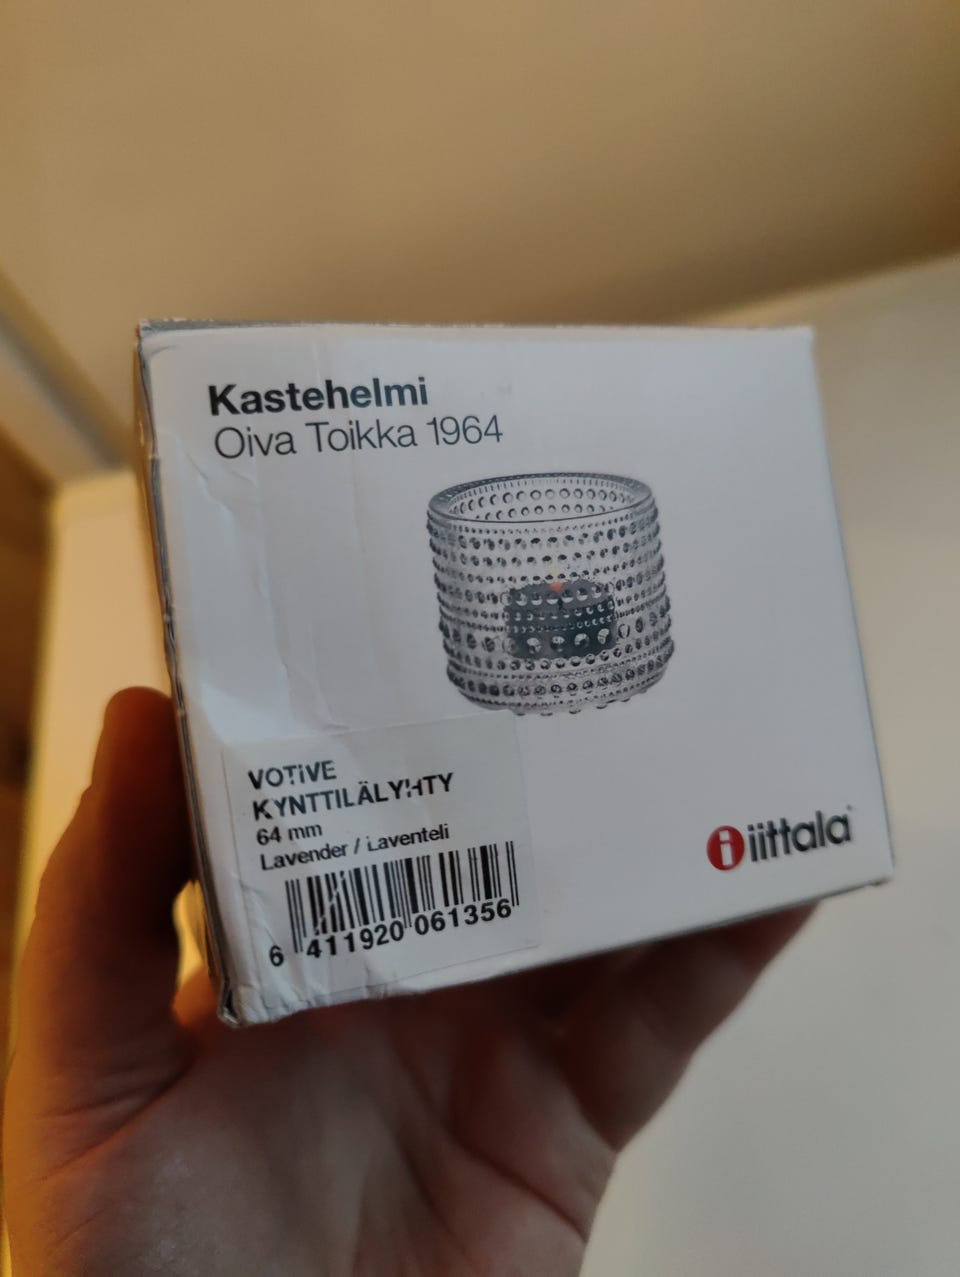 Kastehelmi
Oiva Toikka 1964
VOTIVE
KYNTTILÄLYHTY
64 mm
Lavender / Laventeli
6 411920 061356
iittala